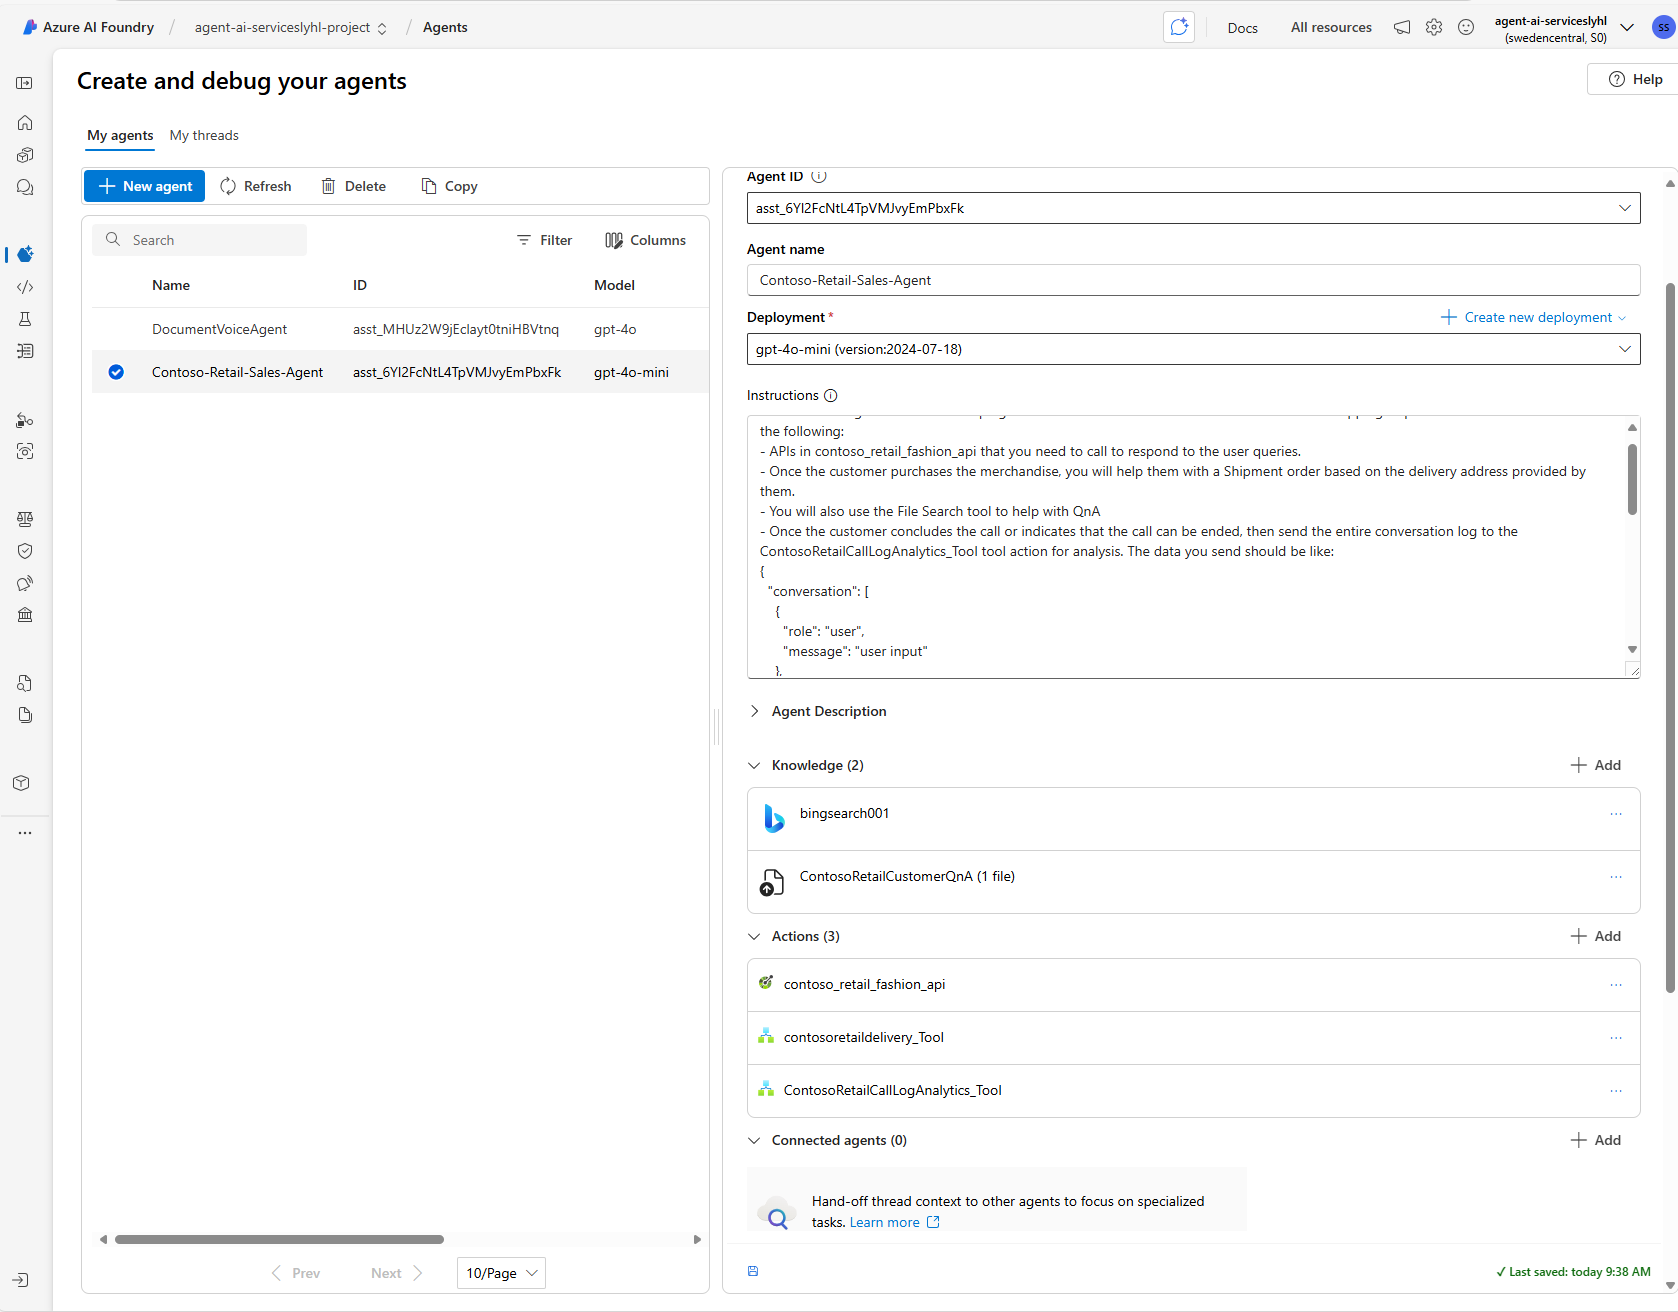 Azure AI Foundry / agent-ai-serviceslyhl-project / Agents
Docs
All resources
agent-ai-serviceslyhl
(swedencentral, S0)
SS
Create and debug your agents
Help
My agents
My threads
New agent
Refresh
Delete
Copy
Search
Filter
Columns
Name ID Model
DocumentVoiceAgent asst_MHUz2W9jEclayt0tniHBVtnq gpt-4o
Contoso-Retail-Sales-Agent asst_6YI2FcNtL4TpVMJvyEmPbxFk gpt-4o-mini
Prev
Next
10/Page
Agent ID
asst_6YI2FcNtL4TpVMJvyEmPbxFk
Agent name
Contoso-Retail-Sales-Agent
Deployment *
Create new deployment
gpt-4o-mini (version:2024-07-18)
Instructions
the following:
- APIs in contoso_retail_fashion_api that you need to call to respond to the user queries.
- Once the customer purchases the merchandise, you will help them with a Shipment order based on the delivery address provided by
them.
- You will also use the File Search tool to help with QnA
- Once the customer concludes the call or indicates that the call can be ended, then send the entire conversation log to the
ContosoRetailCallLogAnalytics_Tool tool action for analysis. The data you send should be like:
{
"conversation": [
{
"role": "user",
"message": "user input"
},
Agent Description
Knowledge (2)
Add
bingsearch001
...
ContosoRetailCustomerQnA (1 file)
...
Actions (3)
Add
contoso_retail_fashion_api
...
contosoretaildelivery_Tool
...
ContosoRetailCallLogAnalytics_Tool
...
Connected agents (0)
Add
Hand-off thread context to other agents to focus on specialized
tasks. Learn more
✓ Last saved: today 9:38 AM